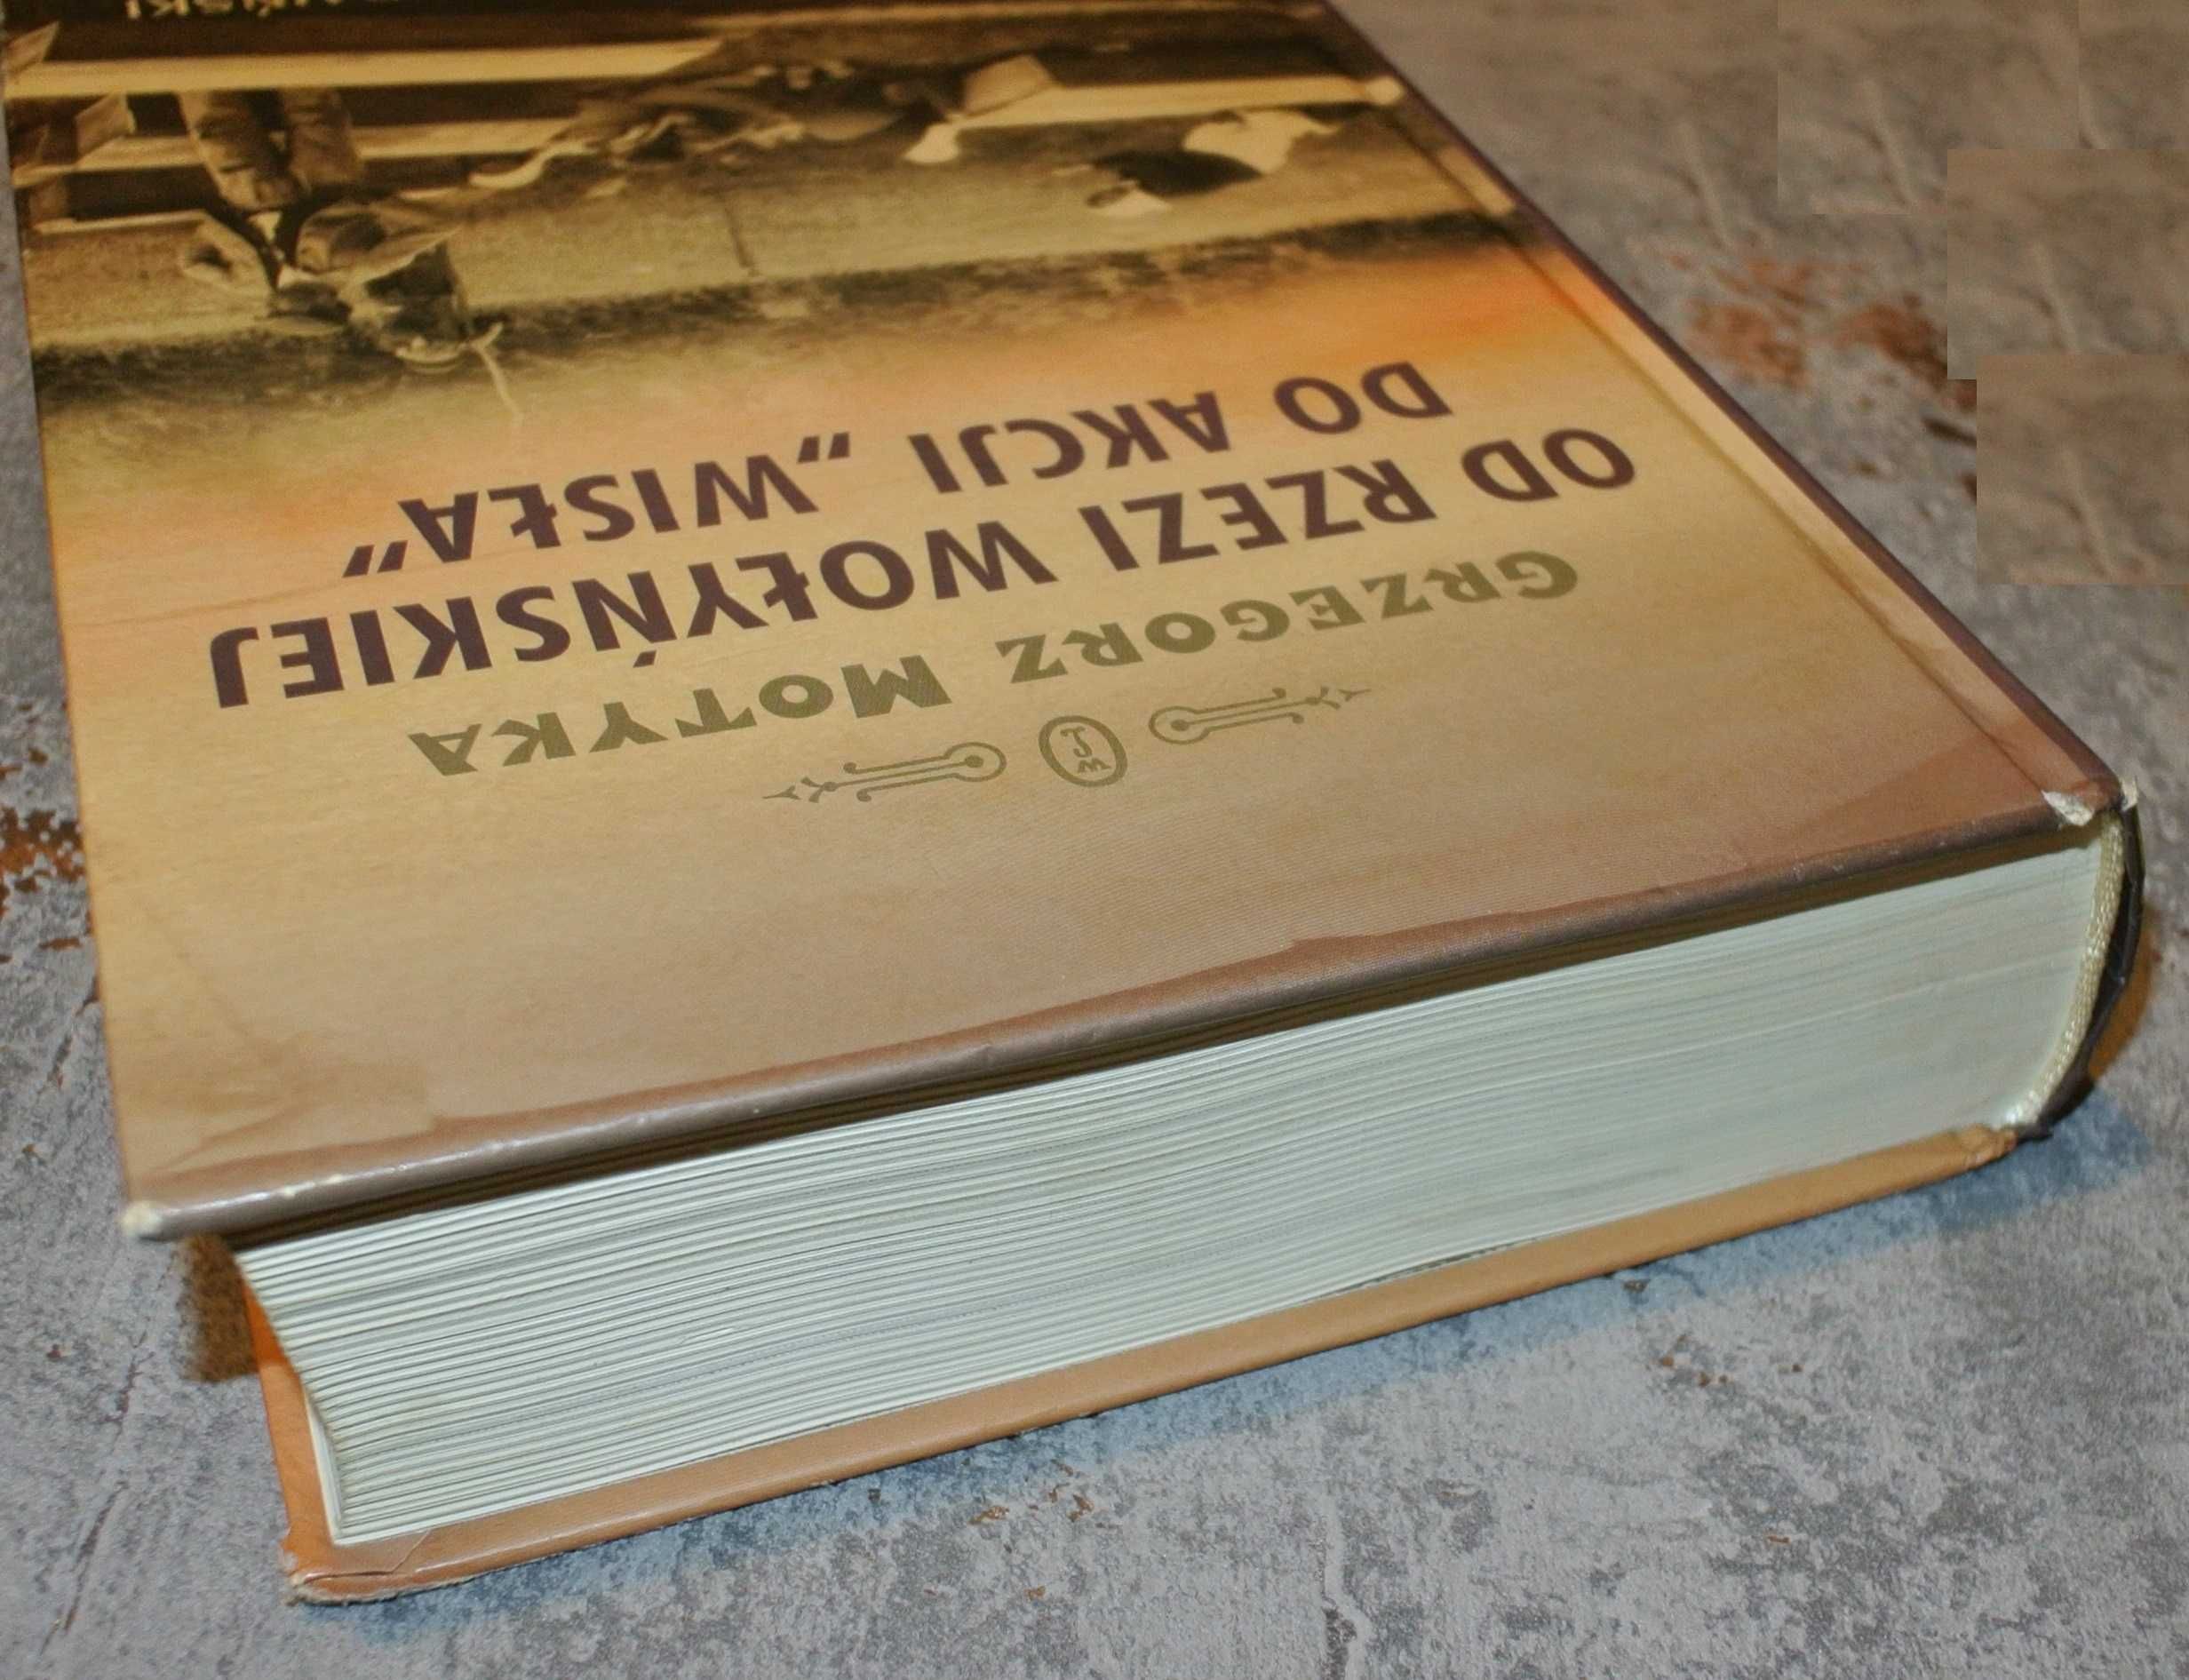 GRZEGORZ MOTYKA
OD RZEZI WOŁYŃSKIEJ
DO AKCJI „WISŁA”